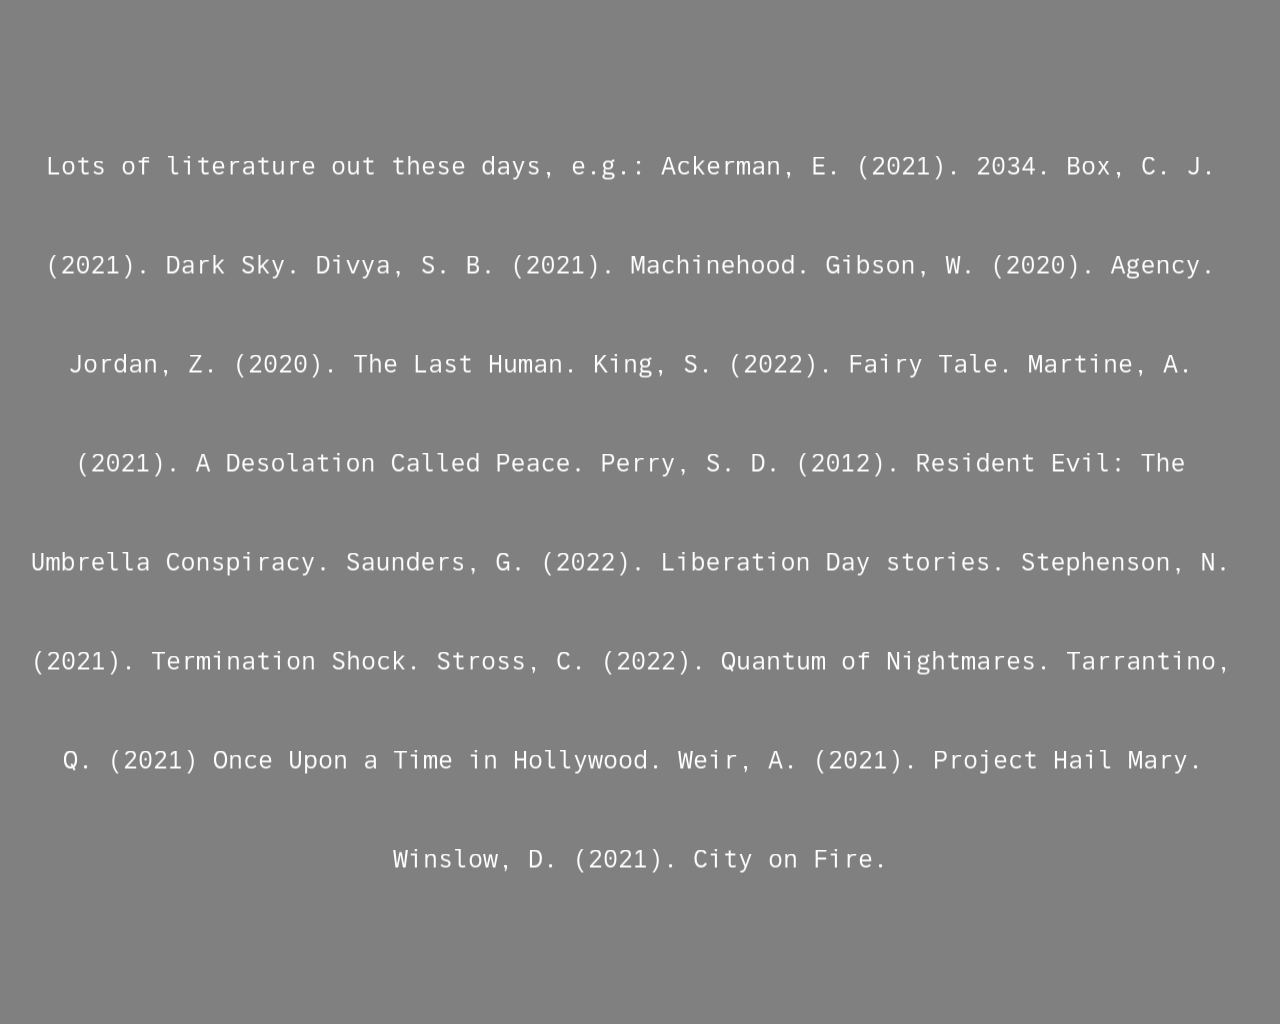 Lots of literature out these days, e.g.: Ackerman, E. (2021). 2034. Box, C. J.
(2021). Dark Sky. Divya, S. B. (2021). Machinehood. Gibson, W. (2020). Agency.
Jordan, Z. (2020). The Last Human. King, S. (2022). Fairy Tale. Martine, A.
(2021). A Desolation Called Peace. Perry, S. D. (2012). Resident Evil: The
Umbrella Conspiracy. Saunders, G. (2022). Liberation Day stories. Stephenson, N.
(2021). Termination Shock. Stross, C. (2022). Quantum of Nightmares. Tarrantino,
Q. (2021) Once Upon a Time in Hollywood. Weir, A. (2021). Project Hail Mary.
Winslow, D. (2021). City on Fire.